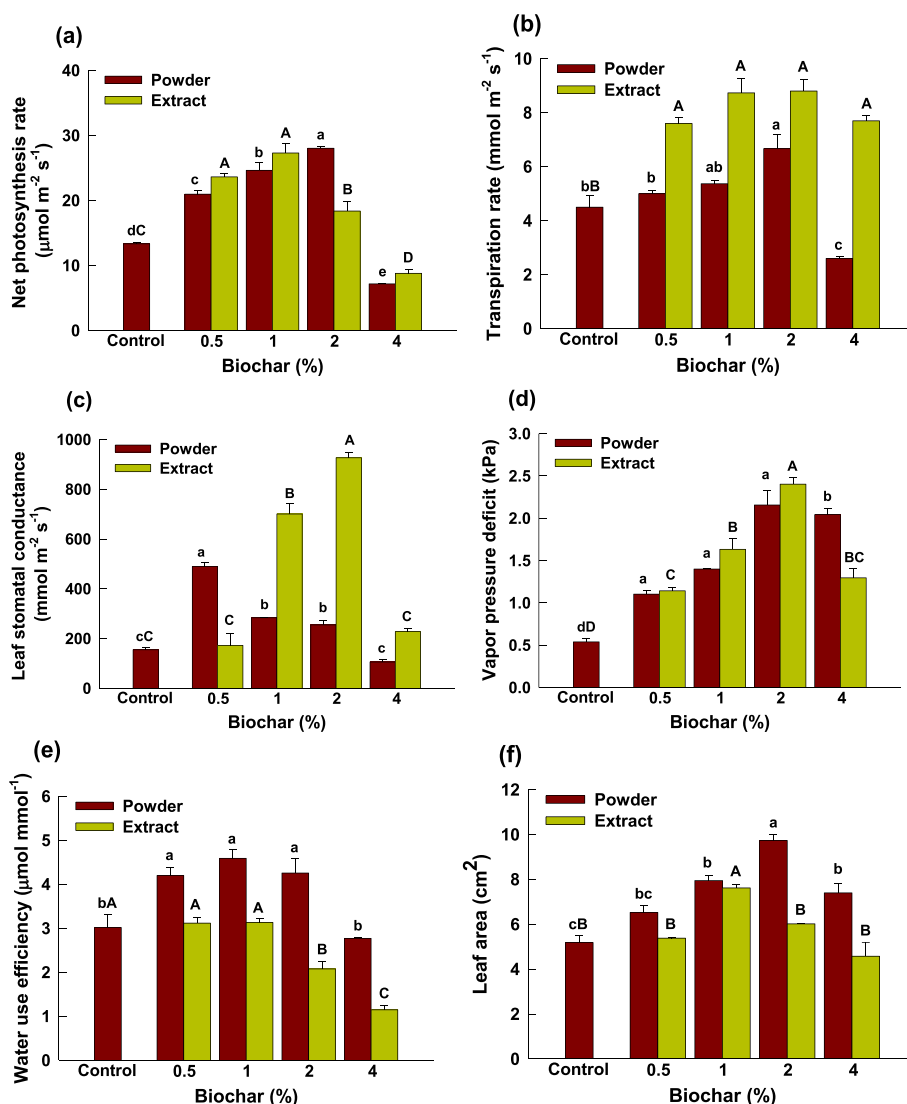 (a)
Net photosynthesis rate
(μmol m⁻² s⁻¹)
40
30
20
10
0
Powder
Extract
dC
c
A
b
A
a
B
e
D
Control
0.5
1
2
4
Biochar (%)
(b)
Transpiration rate (mmol m⁻² s⁻¹)
10
8
6
4
2
0
Powder
Extract
bB
b
A
ab
A
a
A
c
A
Control
0.5
1
2
4
Biochar (%)
(c)
Leaf stomatal conductance
(mmol m⁻² s⁻¹)
1000
800
600
400
200
0
Powder
Extract
cC
a
C
b
B
b
A
c
C
Control
0.5
1
2
4
Biochar (%)
(d)
Vapor pressure deficit (kPa)
3.0
2.5
2.0
1.5
1.0
0.5
0.0
Powder
Extract
dD
a
C
a
B
a
A
b
BC
Control
0.5
1
2
4
Biochar (%)
(e)
Water use efficiency (μmol mmol⁻¹)
6
5
4
3
2
1
0
Powder
Extract
bA
a
A
a
A
a
B
b
C
Control
0.5
1
2
4
Biochar (%)
(f)
Leaf area (cm²)
12
10
8
6
4
2
0
Powder
Extract
cB
bc
B
b
A
a
B
b
B
Control
0.5
1
2
4
Biochar (%)